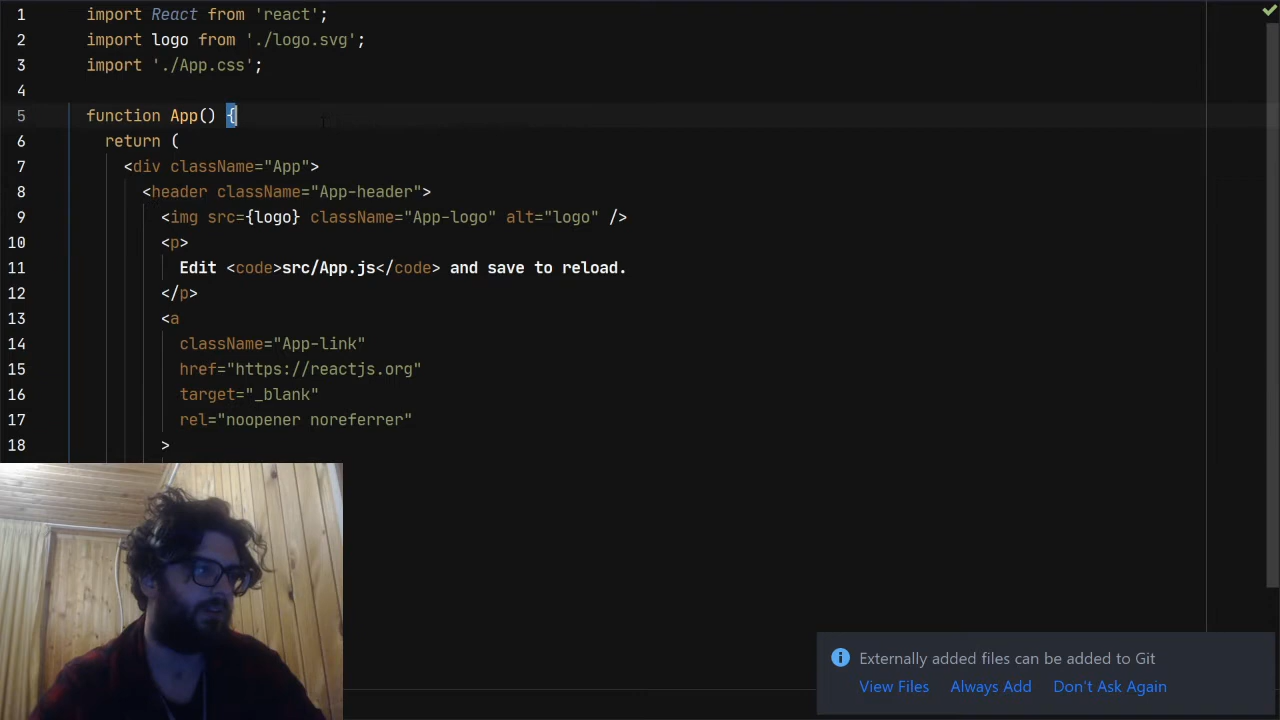 1 import React from 'react';
2 import logo from './logo.svg';
3 import './App.css';
4
5 function App() {
6 return (
7 <div className="App">
8 <header className="App-header">
9 <img src={logo} className="App-logo" alt="logo" />
10 <p>
11 Edit <code>src/App.js</code> and save to reload.
12 </p>
13 <a
14 className="App-link"
15 href="https://reactjs.org"
16 target="_blank"
17 rel="noopener noreferrer"
18 >
Externally added files can be added to Git
View Files Always Add Don't Ask Again